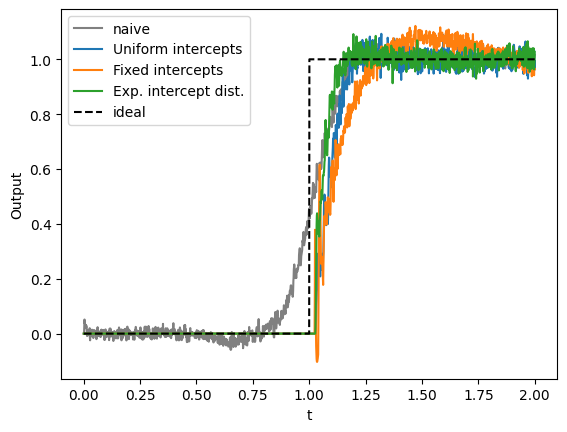 naive
Uniform intercepts
Fixed intercepts
Exp. intercept dist.
ideal
1.0
0.8
0.6
0.4
0.2
0.0
Output
0.00 0.25 0.50 0.75 1.00 1.25 1.50 1.75 2.00
t